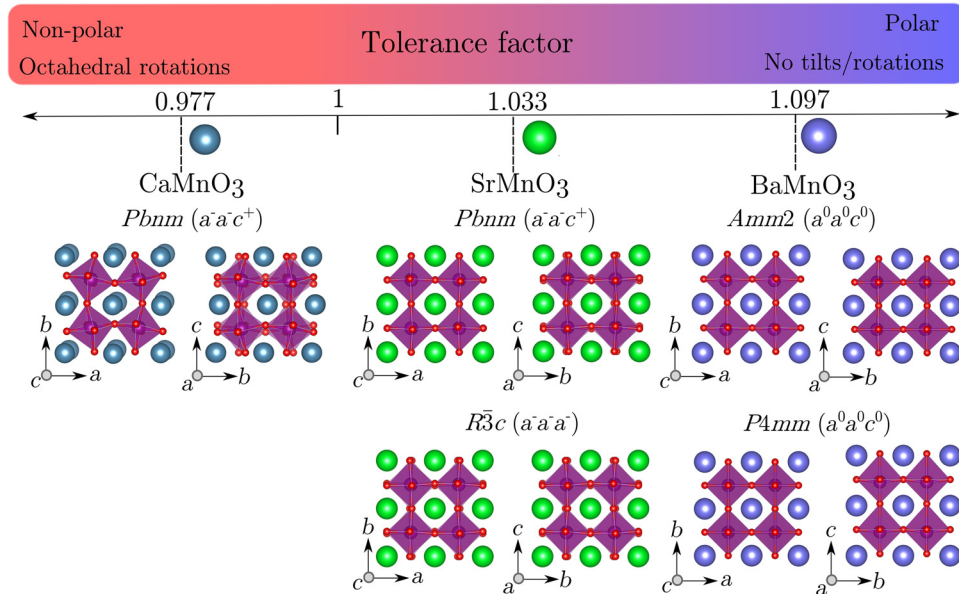 Non-polar
Polar
Tolerance factor
Octahedral rotations
No tilts/rotations
0.977
1
1.033
1.097
CaMnO₃
SrMnO₃
BaMnO₃
Pbnm (a⁻a⁻c⁺)
Pbnm (a⁻a⁻c⁺)
Amm2 (a⁰a⁰c⁰)
b
c a
c
a b
b
c a
c
a b
b
c a
c
a b
R3̄c (a⁻a⁻a⁻)
P4mm (a⁰a⁰c⁰)
b
c a
c
a b
b
c a
c
a b